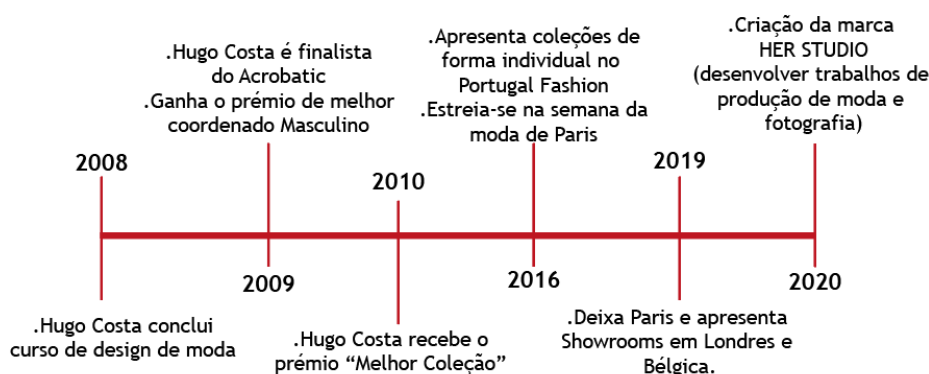 2008
.Hugo Costa conclui
curso de design de moda
.Hugo Costa é finalista
do Acrobatic
.Ganha o prémio de melhor
coordenado Masculino
2009
2010
.Hugo Costa recebe o
prémio “Melhor Coleção”
.Apresenta coleções de
forma individual no
Portugal Fashion
.Estreia-se na semana da
moda de Paris
2016
2019
.Deixa Paris e apresenta
Showrooms em Londres e
Bélgica.
.Criação da marca
HER STUDIO
(desenvolver trabalhos de
produção de moda e
fotografia)
2020